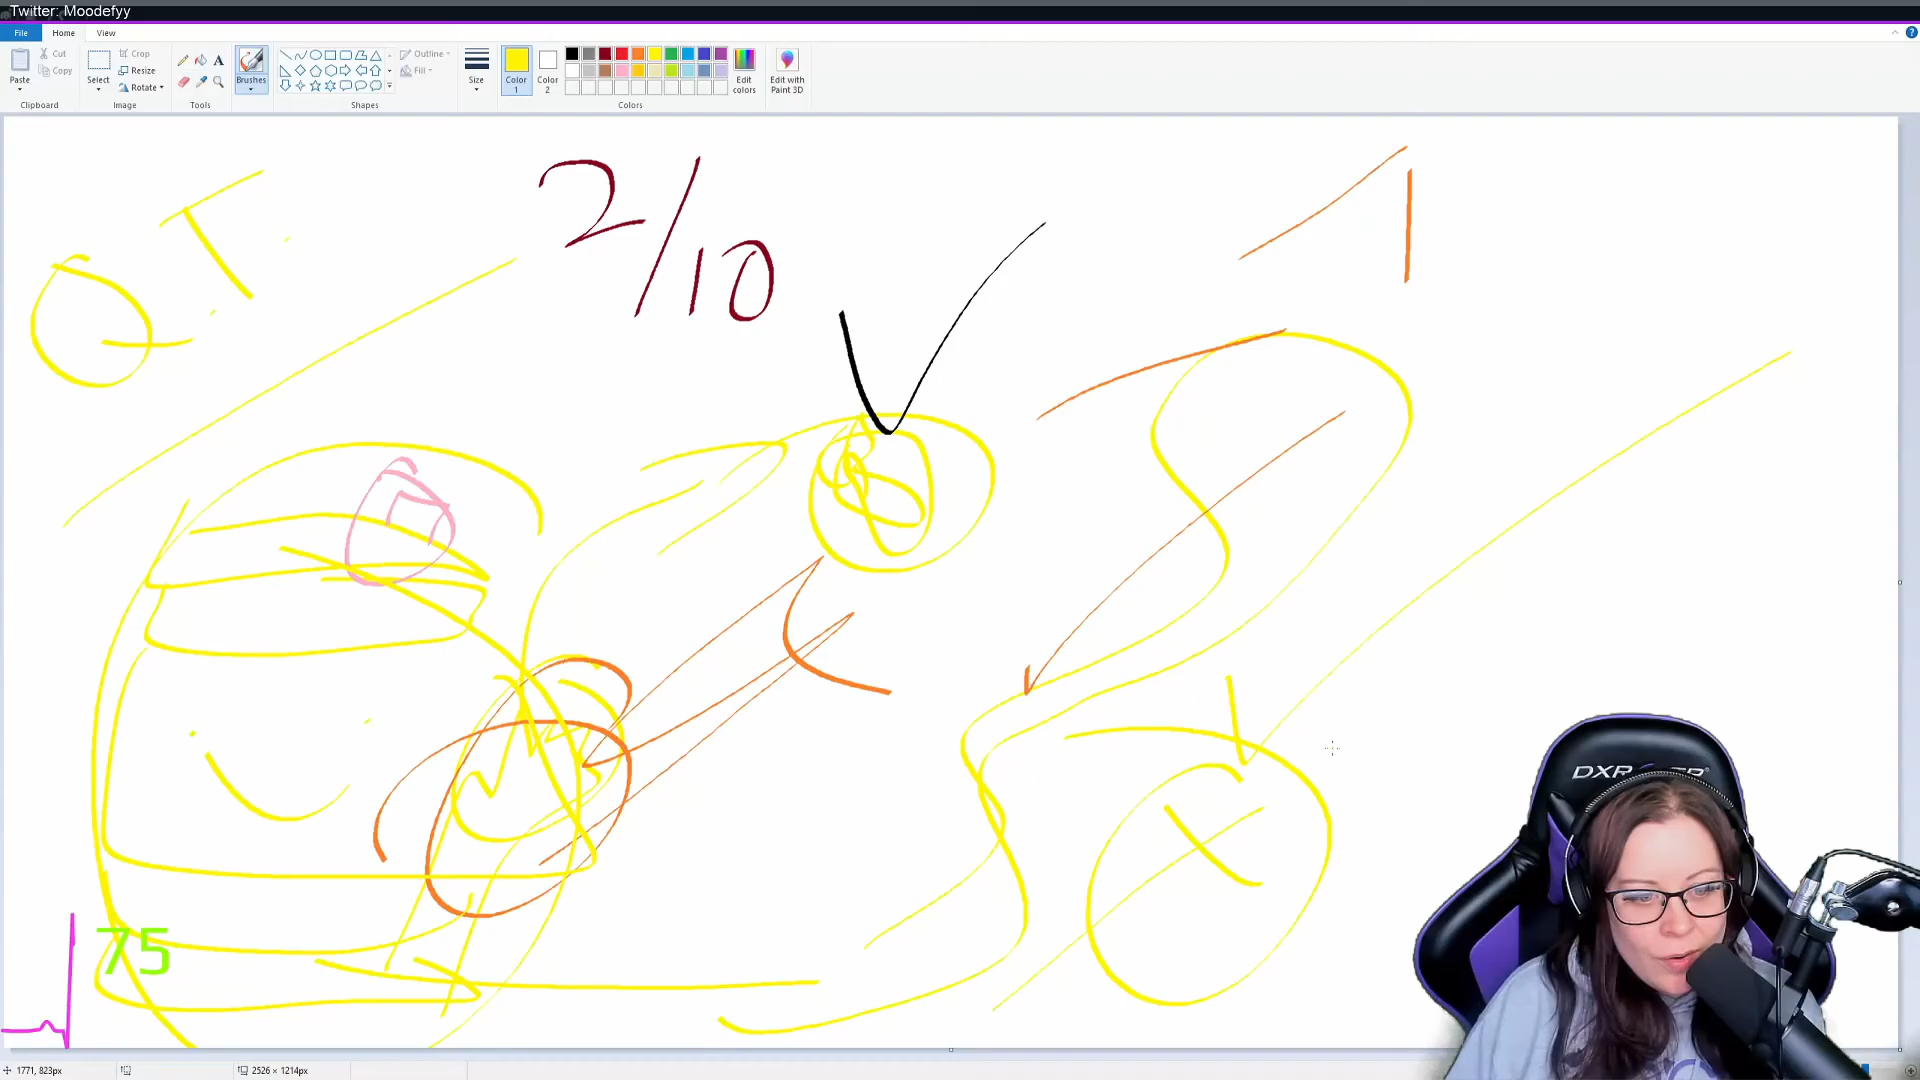 Twitter: Moodefyy
File Home View
Paste
Cut
Copy
Clipboard
Select
Crop
Resize
Rotate
Image
A
Tools
Brushes
Outline
Fill
Shapes
Size
Color 1
Color 2
Edit colors
Colors
Edit with Paint 3D
Q.T.
2/10
75
1771, 823px
2526 × 1214px